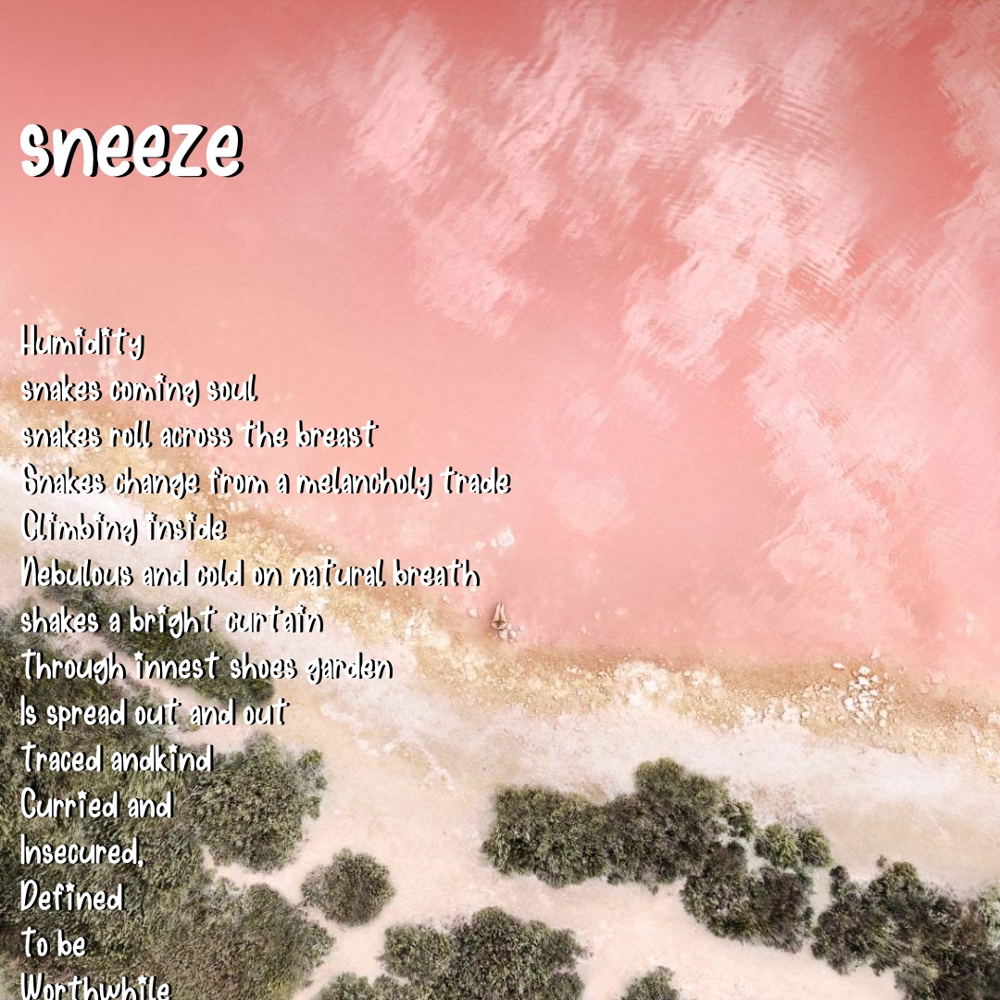 sneeze
Humidity
snakes coming soul
snakes roll across the breast
Snakes change from a melancholy trade
Climbing inside
Nebulous and cold on natural breath
shakes a bright curtain
Through innest shoes garden
Is spread out and out
Traced andkind
Curried and
Insecured,
Defined
To be
Worthwhile